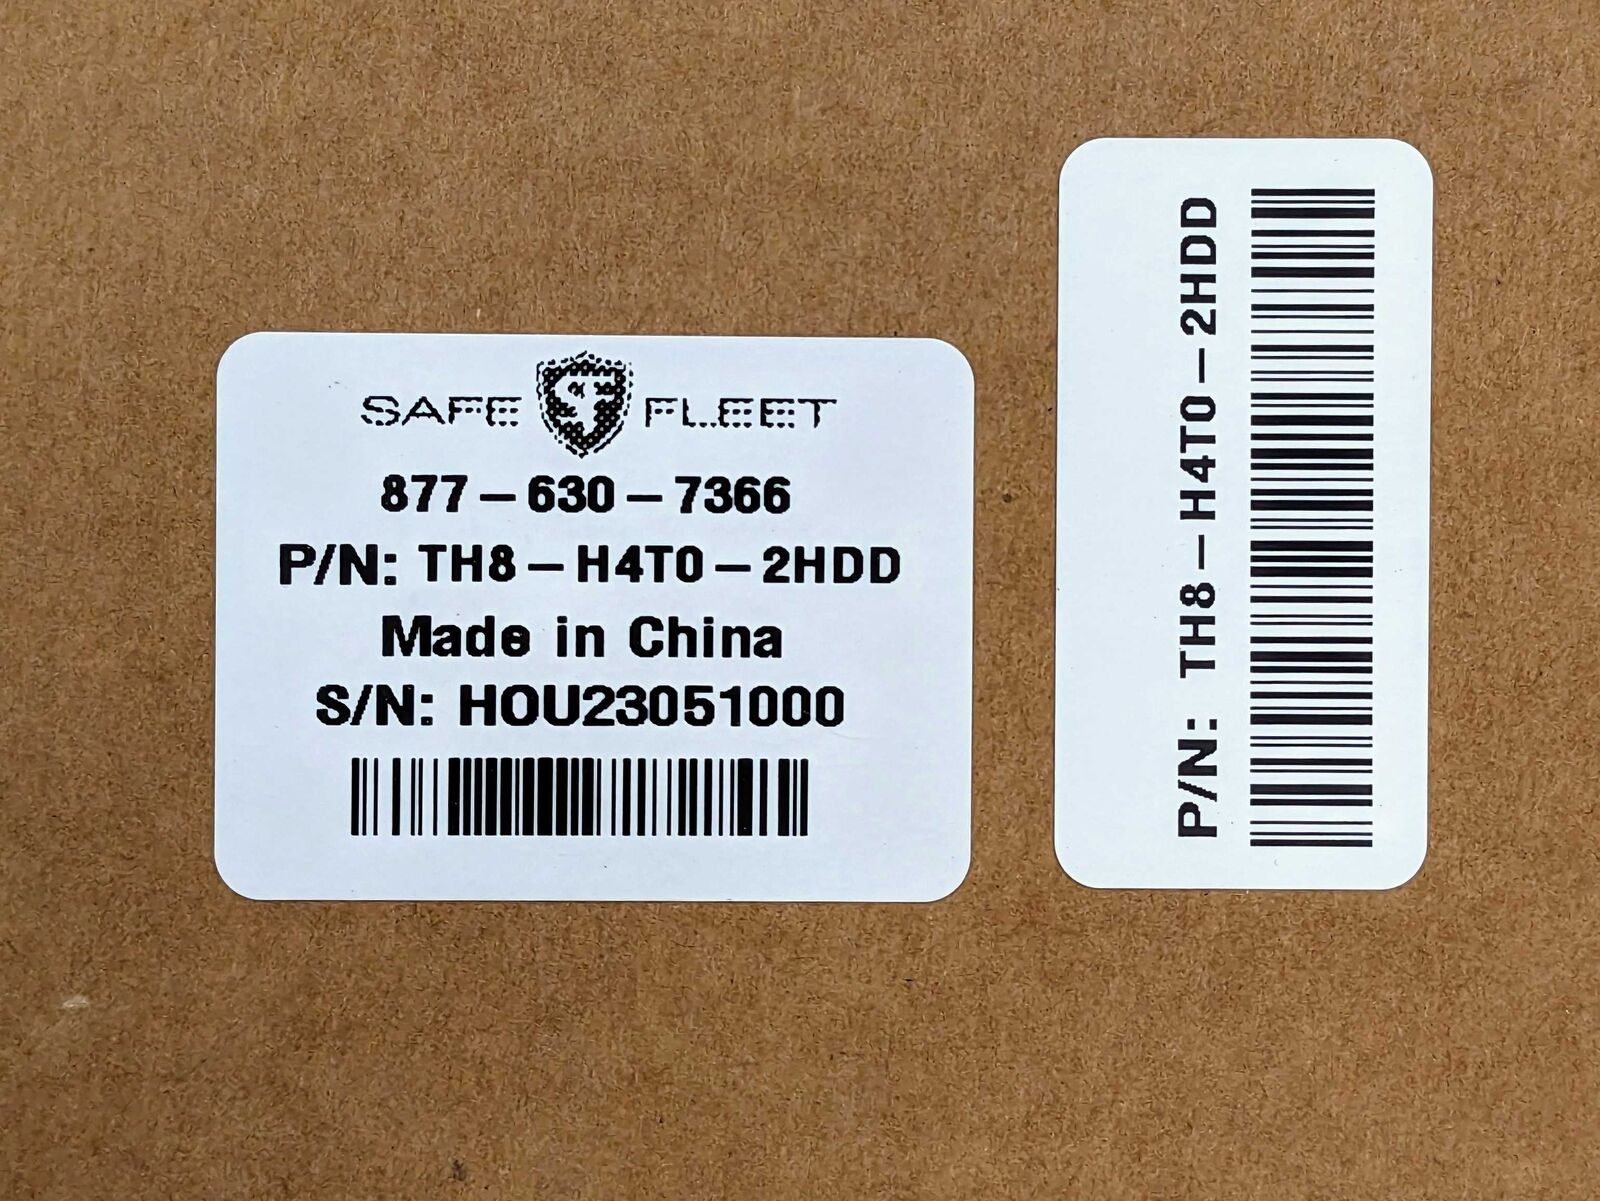 SAFE FLEET
877-630-7366
P/N: TH8-H4T0-2HDD
Made in China
S/N: HOU23051000
P/N: TH8-H4T0-2HDD